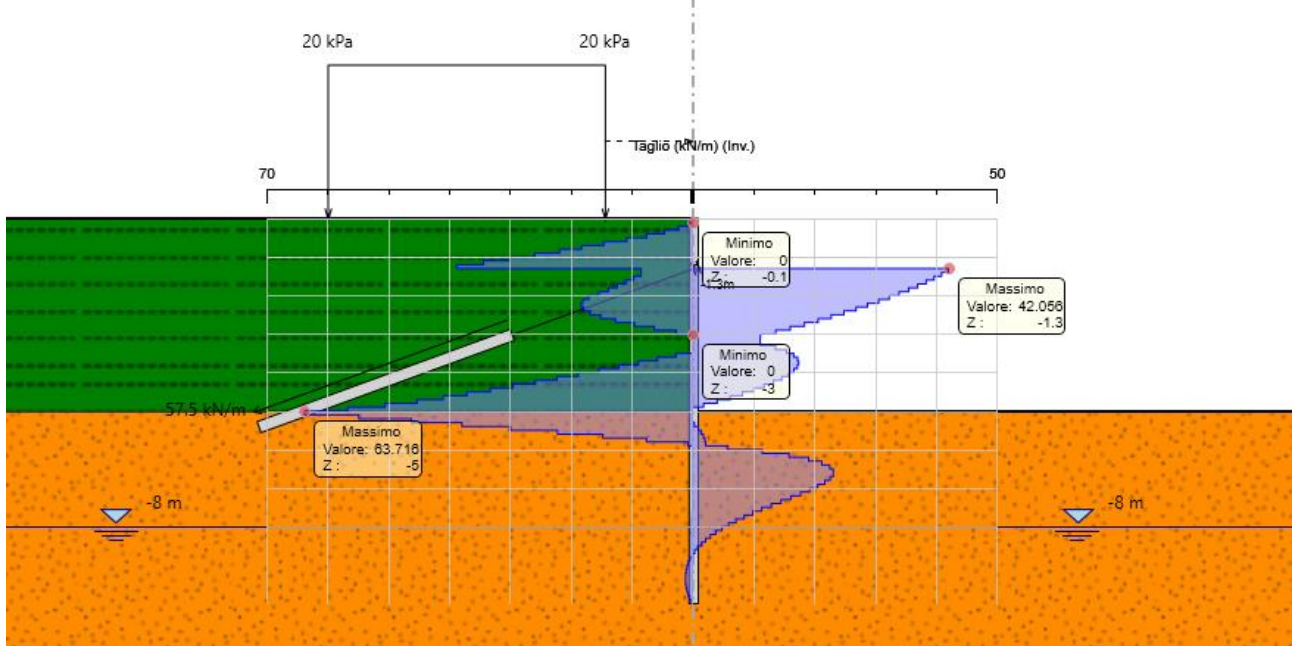 20 kPa
20 kPa
Taglio (kN/m) (Inv.)
70
50
Minimo
Valore: 0
Z : -0.1
-1.3m
Massimo
Valore: 42.056
Z : -1.3
Minimo
Valore: 0
Z : -3
57.5 kN/m
Massimo
Valore: 63.716
Z : -5
-8 m
-8 m